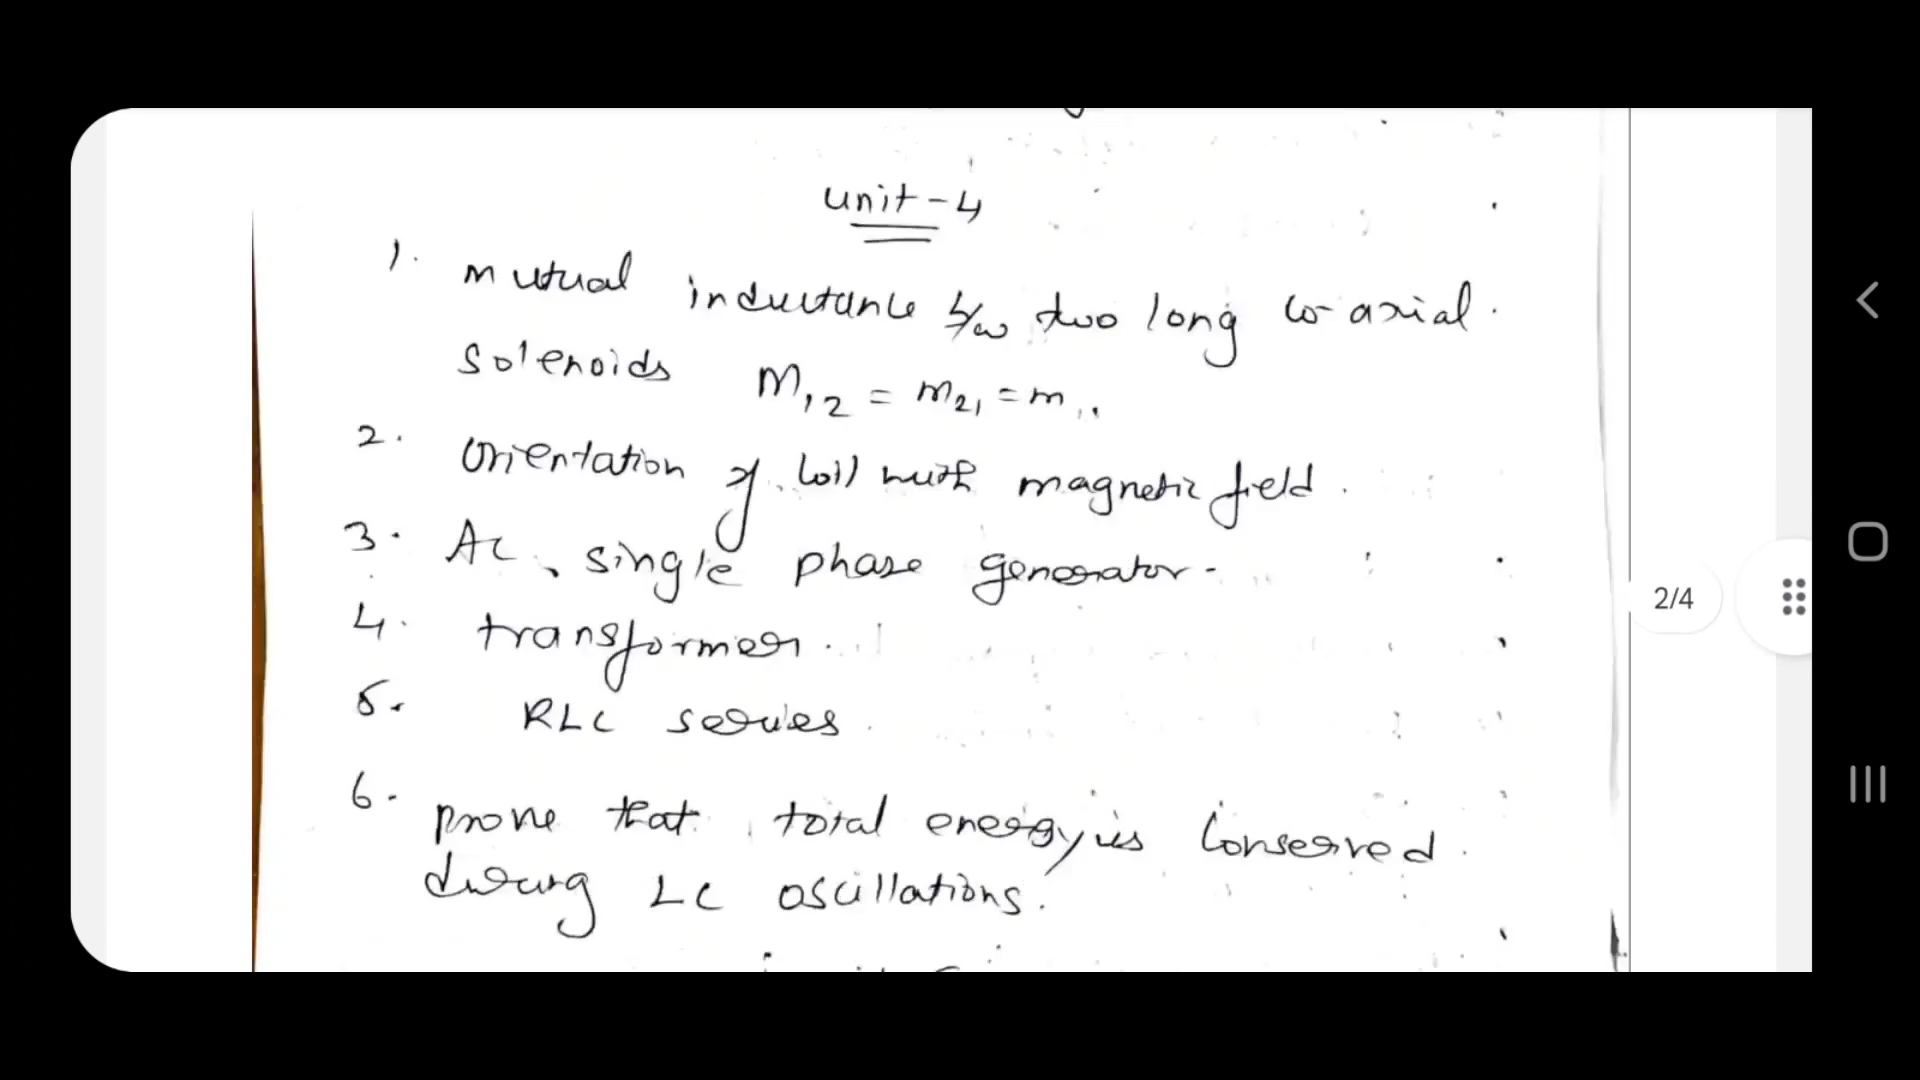 unit-4
1. mutual inductance b/w two long co-axial.
solenoids M12 = m21 = m
2. Orientation of coil with magnetic field.
3. AC single phase generator.
4. transformer.
5. RLC series.
6. prove that total energy is Conserved.
during LC oscillations.
2/4